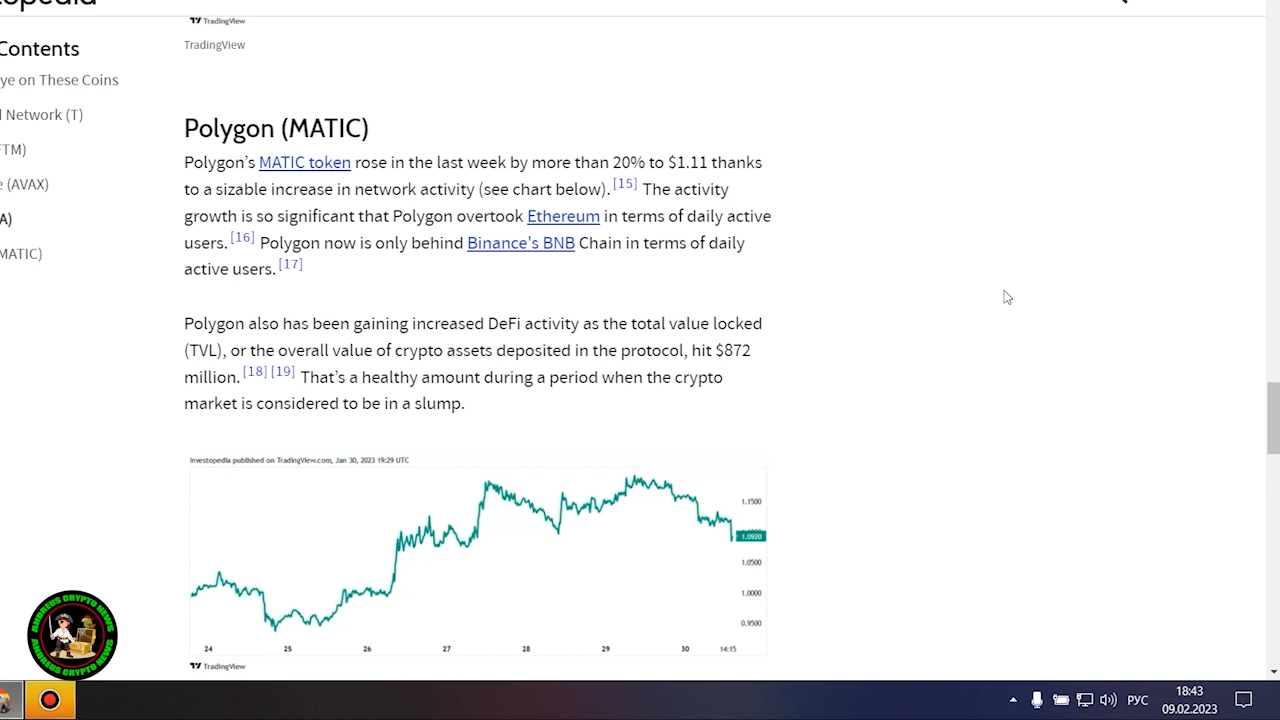 topedia
Contents
ye on These Coins
l Network (T)
FTM)
e (AVAX)
A)
MATIC)
TradingView
TradingView
Polygon (MATIC)
Polygon's MATIC token rose in the last week by more than 20% to $1.11 thanks
to a sizable increase in network activity (see chart below). [15] The activity
growth is so significant that Polygon overtook Ethereum in terms of daily active
users. [16] Polygon now is only behind Binance's BNB Chain in terms of daily
active users. [17]
Polygon also has been gaining increased DeFi activity as the total value locked
(TVL), or the overall value of crypto assets deposited in the protocol, hit $872
million. [18] [19] That's a healthy amount during a period when the crypto
market is considered to be in a slump.
Investopedia published on TradingView.com, Jan 30, 2023 19:29 UTC
1.1500
1.0920
1.0500
1.0000
0.9500
24 25 26 27 28 29 30 14:15
TradingView
ANDREUS CRYPTO NEWS
ANDREUS CRYPTO NEWS
РУС
18:43
09.02.2023